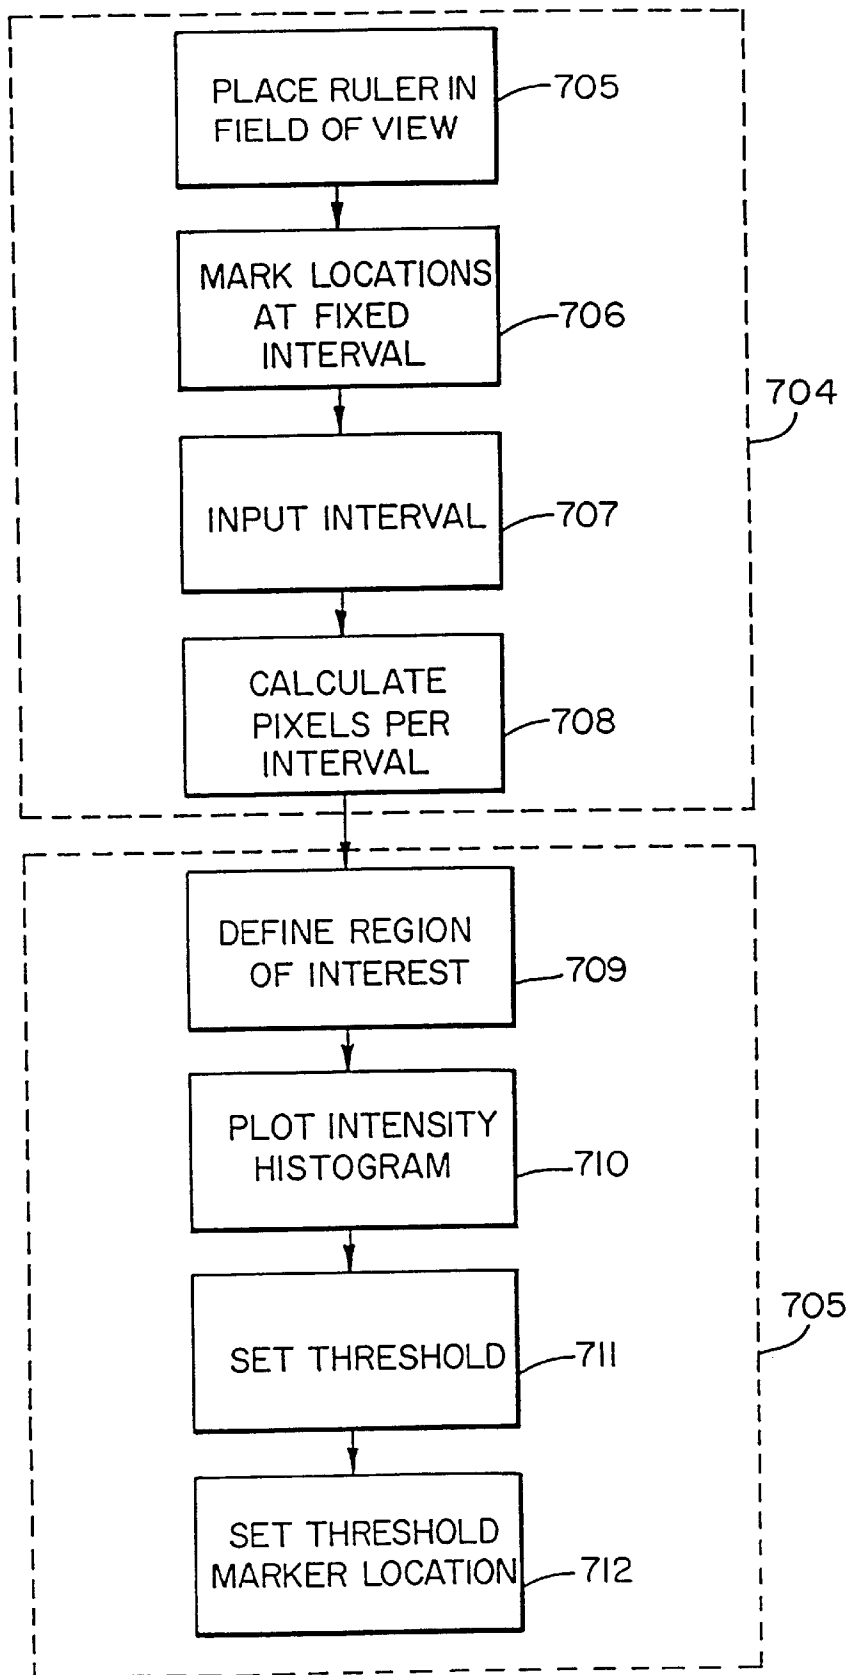 PLACE RULER IN
FIELD OF VIEW
705
MARK LOCATIONS
AT FIXED
INTERVAL
706
704
INPUT INTERVAL
707
CALCULATE
PIXELS PER
INTERVAL
708
DEFINE REGION
OF INTEREST
709
PLOT INTENSITY
HISTOGRAM
710
705
SET THRESHOLD
711
SET THRESHOLD
MARKER LOCATION
712